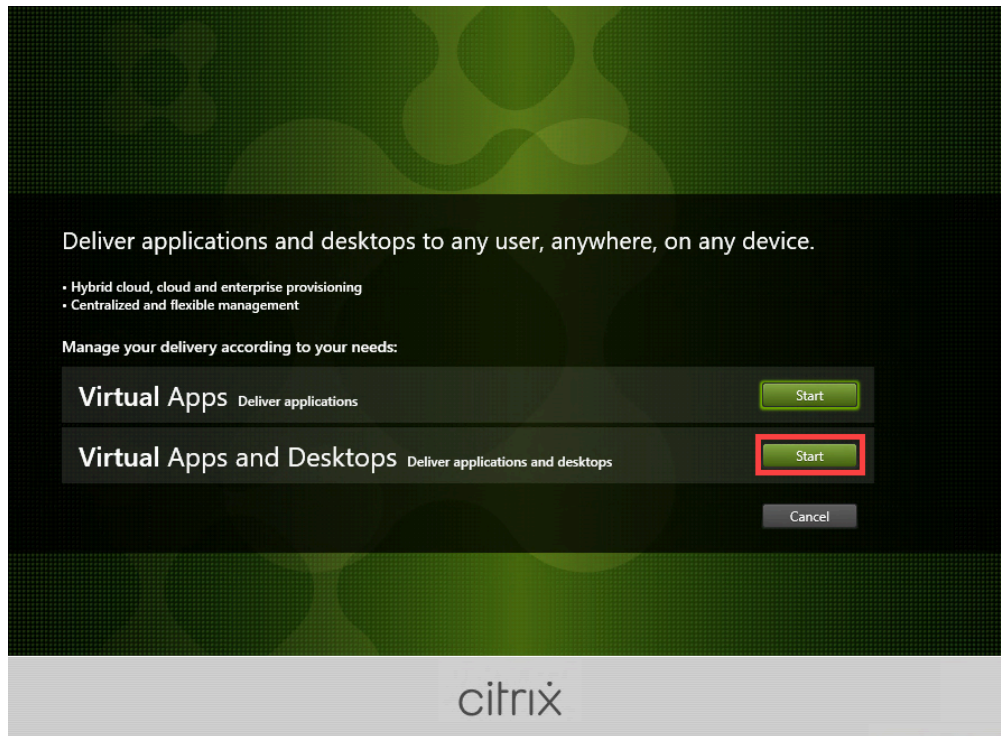 Deliver applications and desktops to any user, anywhere, on any device.
• Hybrid cloud, cloud and enterprise provisioning
• Centralized and flexible management
Manage your delivery according to your needs:
Virtual Apps Deliver applications
Start
Virtual Apps and Desktops Deliver applications and desktops
Start
Cancel
citrix